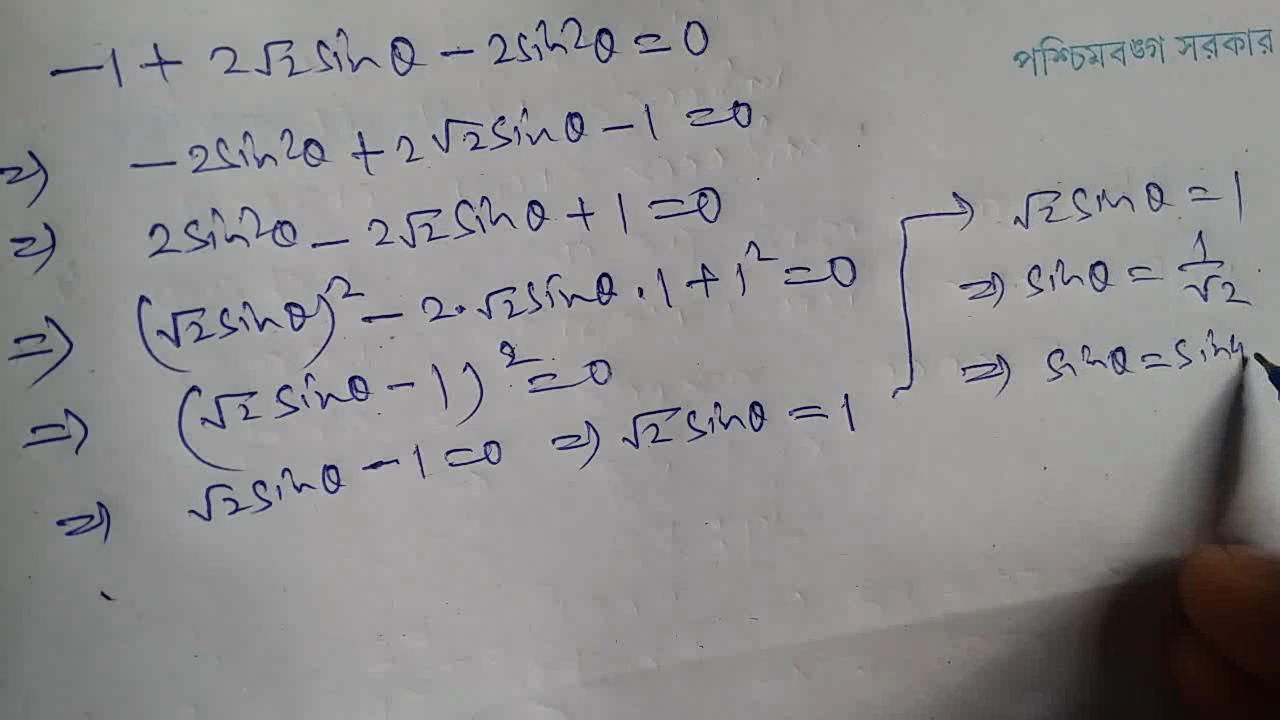 -1 + 2√2 sinθ - 2sin²θ = 0
পশ্চিমবঙ্গ সরকার
⇒) -2sin²θ + 2√2 sinθ - 1 = 0
⇒) 2sin²θ - 2√2 sinθ + 1 = 0
⇒) (√2 sinθ)² - 2·√2 sinθ·1 + 1² = 0
⇒) (√2 sinθ - 1)² = 0
⇒) √2 sinθ - 1 = 0 ⇒) √2 sinθ = 1
→ √2 sinθ = 1
⇒) sinθ = 1/√2
⇒) sinθ = sin4